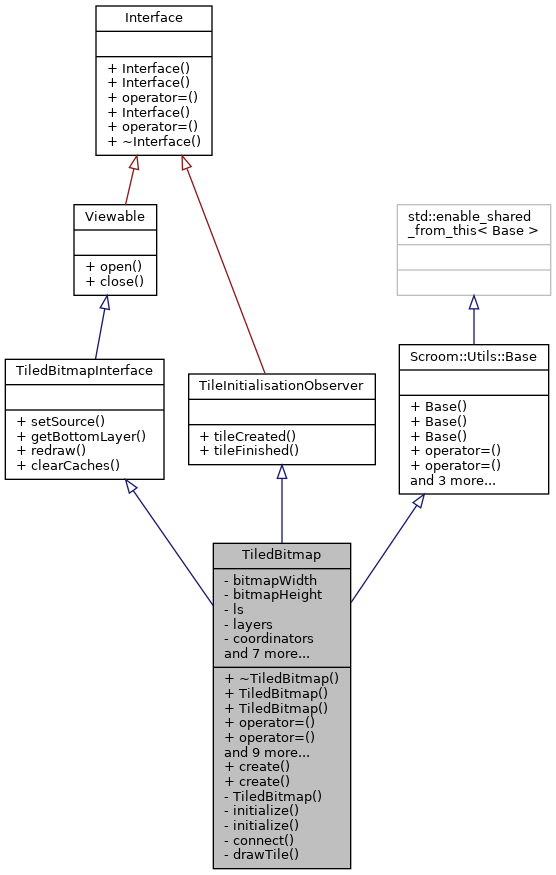 Interface
+ Interface()
+ Interface()
+ operator=()
+ Interface()
+ operator=()
+ ~Interface()
Viewable
+ open()
+ close()
std::enable_shared
_from_this< Base >
TiledBitmapInterface
+ setSource()
+ getBottomLayer()
+ redraw()
+ clearCaches()
TileInitialisationObserver
+ tileCreated()
+ tileFinished()
Scroom::Utils::Base
+ Base()
+ Base()
+ Base()
+ operator=()
+ operator=()
and 3 more...
TiledBitmap
- bitmapWidth
- bitmapHeight
- ls
- layers
- coordinators
and 7 more...
+ ~TiledBitmap()
+ TiledBitmap()
+ TiledBitmap()
+ operator=()
+ operator=()
and 9 more...
+ create()
+ create()
- TiledBitmap()
- initialize()
- initialize()
- connect()
- drawTile()